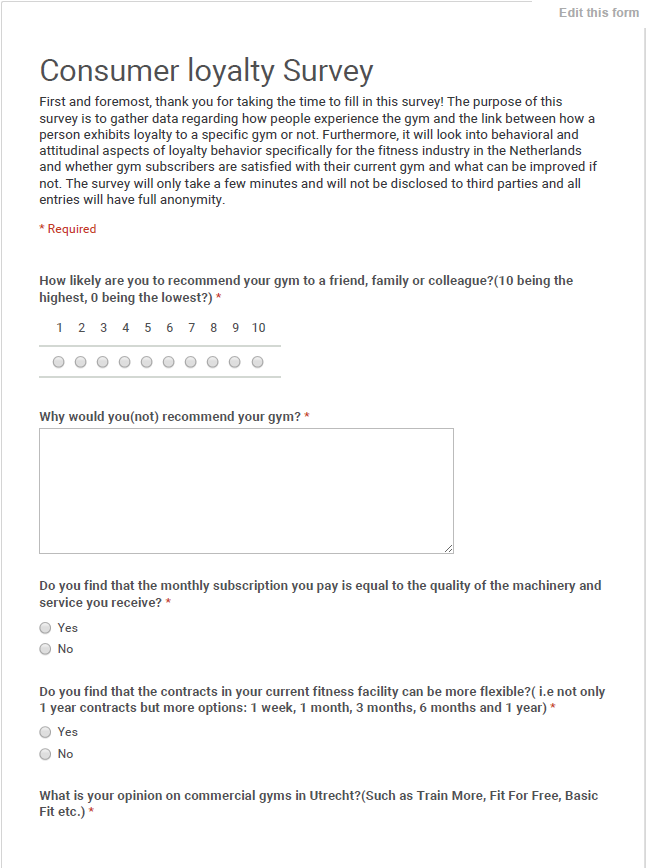 Edit this form
Consumer loyalty Survey
First and foremost, thank you for taking the time to fill in this survey! The purpose of this
survey is to gather data regarding how people experience the gym and the link between how a
person exhibits loyalty to a specific gym or not. Furthermore, it will look into behavioral and
attitudinal aspects of loyalty behavior specifically for the fitness industry in the Netherlands
and whether gym subscribers are satisfied with their current gym and what can be improved if
not. The survey will only take a few minutes and will not be disclosed to third parties and all
entries will have full anonymity.
* Required
How likely are you to recommend your gym to a friend, family or colleague?(10 being the
highest, 0 being the lowest?) *
1 2 3 4 5 6 7 8 9 10
Why would you(not) recommend your gym? *
Do you find that the monthly subscription you pay is equal to the quality of the machinery and
service you receive? *
Yes
No
Do you find that the contracts in your current fitness facility can be more flexible?( i.e not only
1 year contracts but more options: 1 week, 1 month, 3 months, 6 months and 1 year) *
Yes
No
What is your opinion on commercial gyms in Utrecht?(Such as Train More, Fit For Free, Basic
Fit etc.) *